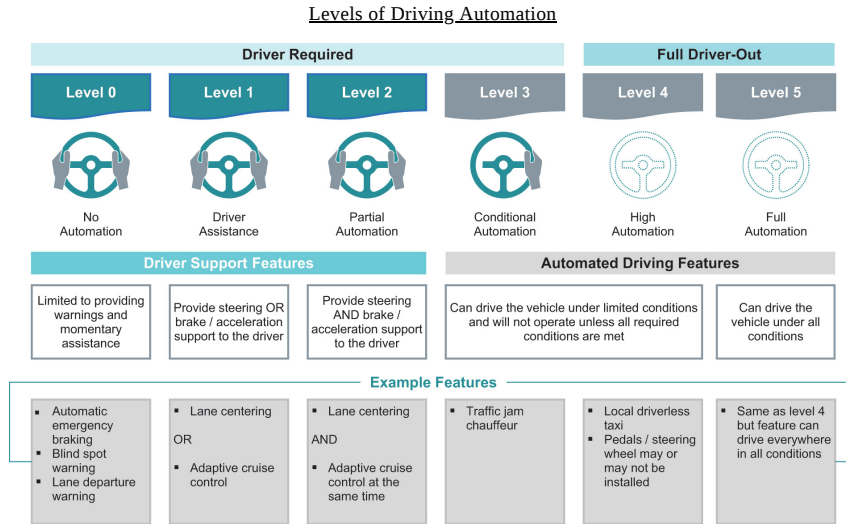 Levels of Driving Automation
Driver Required
Full Driver-Out
Level 0
Level 1
Level 2
Level 3
Level 4
Level 5
No
Automation
Driver
Assistance
Partial
Automation
Conditional
Automation
High
Automation
Full
Automation
Driver Support Features
Automated Driving Features
Limited to providing
warnings and
momentary
assistance
Provide steering OR
brake / acceleration
support to the driver
Provide steering
AND brake /
acceleration support
to the driver
Can drive the vehicle under limited conditions
and will not operate unless all required
conditions are met
Can drive the
vehicle under all
conditions
Example Features
▪ Automatic
emergency
braking
▪ Blind spot
warning
▪ Lane departure
warning
▪ Lane centering
OR
▪ Adaptive cruise
control
▪ Lane centering
AND
▪ Adaptive cruise
control at the
same time
▪ Traffic jam
chauffeur
▪ Local driverless
taxi
▪ Pedals / steering
wheel may or
may not be
installed
▪ Same as level 4
but feature can
drive everywhere
in all conditions